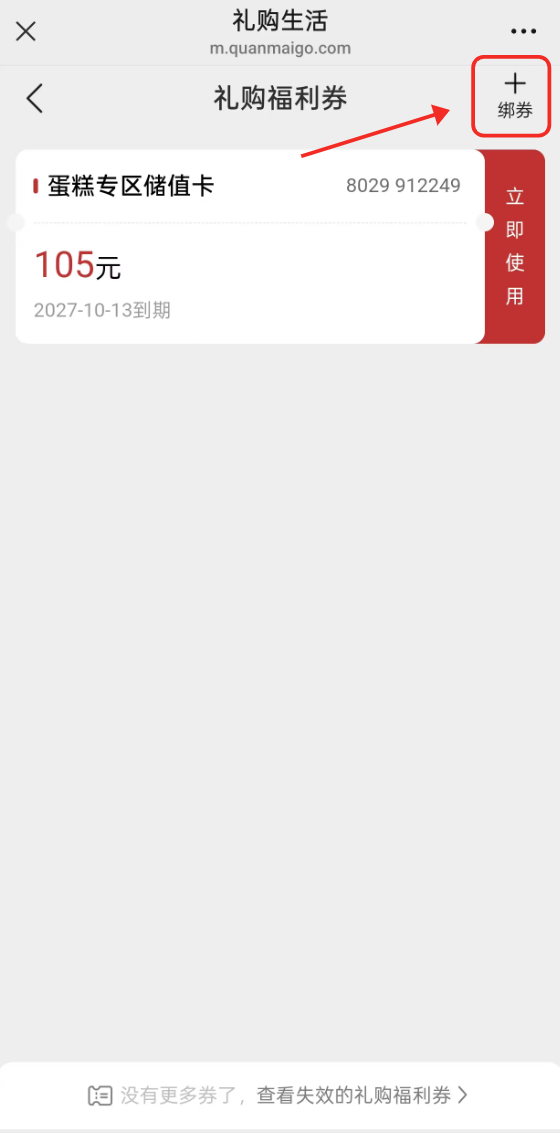 礼购生活
m.quanmaigo.com
礼购福利券
绑券
蛋糕专区储值卡
8029 912249
105元
2027-10-13到期
立
即
使
用
没有更多券了，查看失效的礼购福利券